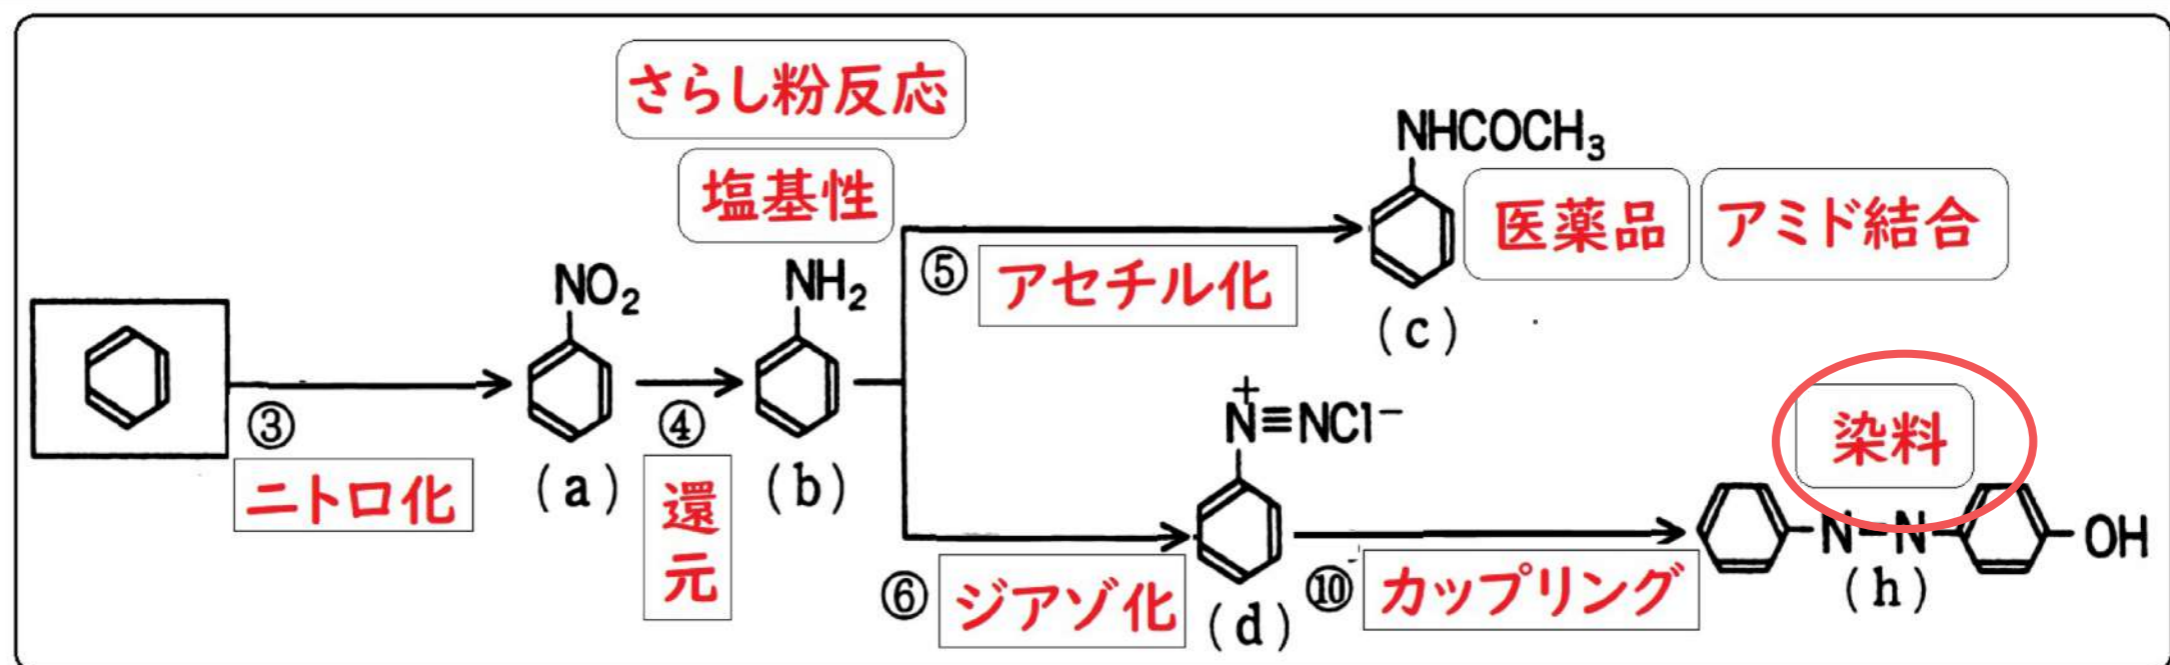 さらし粉反応
塩基性
NHCOCH₃
医薬品
アミド結合
⑤
アセチル化
(c)
NO₂
NH₂
③
ニトロ化
(a)
④
還元
(b)
N⁺≡NCl⁻
⑥
ジアゾ化
(d)
⑩
カップリング
染料
N=N
OH
(h)